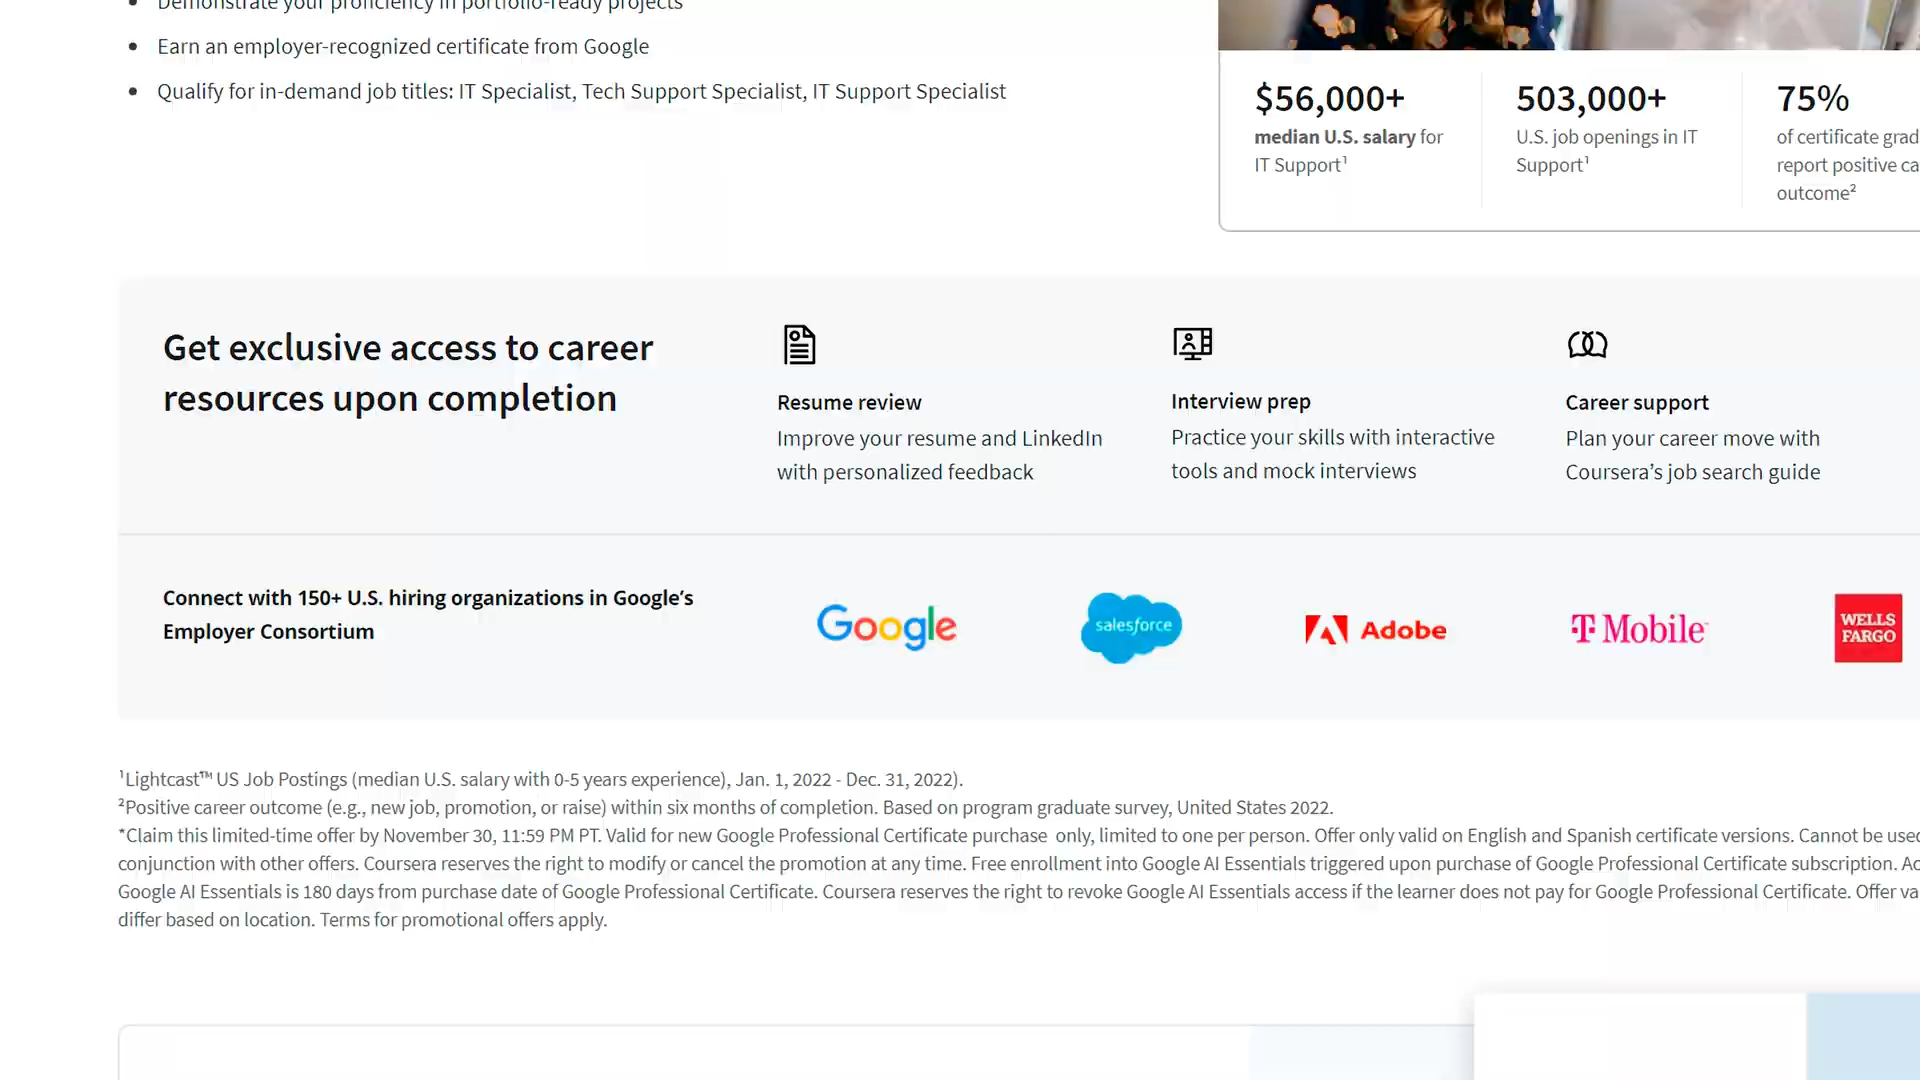 Demonstrate your proficiency in portfolio-ready projects
Earn an employer-recognized certificate from Google
Qualify for in-demand job titles: IT Specialist, Tech Support Specialist, IT Support Specialist
$56,000+
median U.S. salary for
IT Support¹
503,000+
U.S. job openings in IT
Support¹
75%
of certificate grad
report positive ca
outcome²
Get exclusive access to career
resources upon completion
Resume review
Improve your resume and LinkedIn
with personalized feedback
Interview prep
Practice your skills with interactive
tools and mock interviews
Career support
Plan your career move with
Coursera’s job search guide
Connect with 150+ U.S. hiring organizations in Google’s
Employer Consortium
Google
salesforce
Adobe
T Mobile
WELLS
FARGO
¹Lightcast™ US Job Postings (median U.S. salary with 0-5 years experience), Jan. 1, 2022 - Dec. 31, 2022).
²Positive career outcome (e.g., new job, promotion, or raise) within six months of completion. Based on program graduate survey, United States 2022.
*Claim this limited-time offer by November 30, 11:59 PM PT. Valid for new Google Professional Certificate purchase only, limited to one per person. Offer only valid on English and Spanish certificate versions. Cannot be used
conjunction with other offers. Coursera reserves the right to modify or cancel the promotion at any time. Free enrollment into Google AI Essentials triggered upon purchase of Google Professional Certificate subscription. Ac
Google AI Essentials is 180 days from purchase date of Google Professional Certificate. Coursera reserves the right to revoke Google AI Essentials access if the learner does not pay for Google Professional Certificate. Offer va
differ based on location. Terms for promotional offers apply.